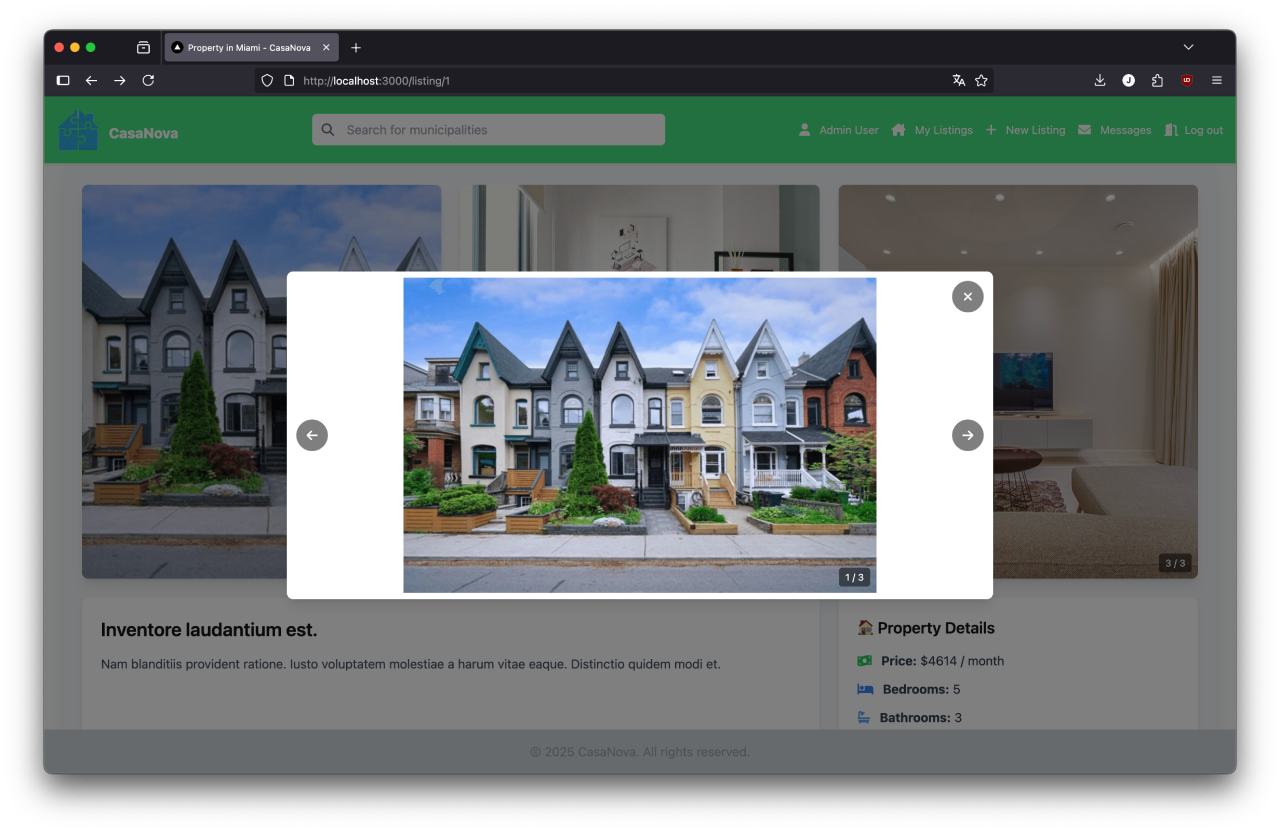 Property in Miami - CasaNova
http://localhost:3000/listing/1
J
CasaNova
Search for municipalities
Admin User
My Listings
New Listing
Messages
Log out
1 / 3
3 / 3
Inventore laudantium est.
Nam blanditiis provident ratione. Iusto voluptatem molestiae a harum vitae eaque. Distinctio quidem modi et.
Property Details
Price: $4614 / month
Bedrooms: 5
Bathrooms: 3
© 2025 CasaNova. All rights reserved.